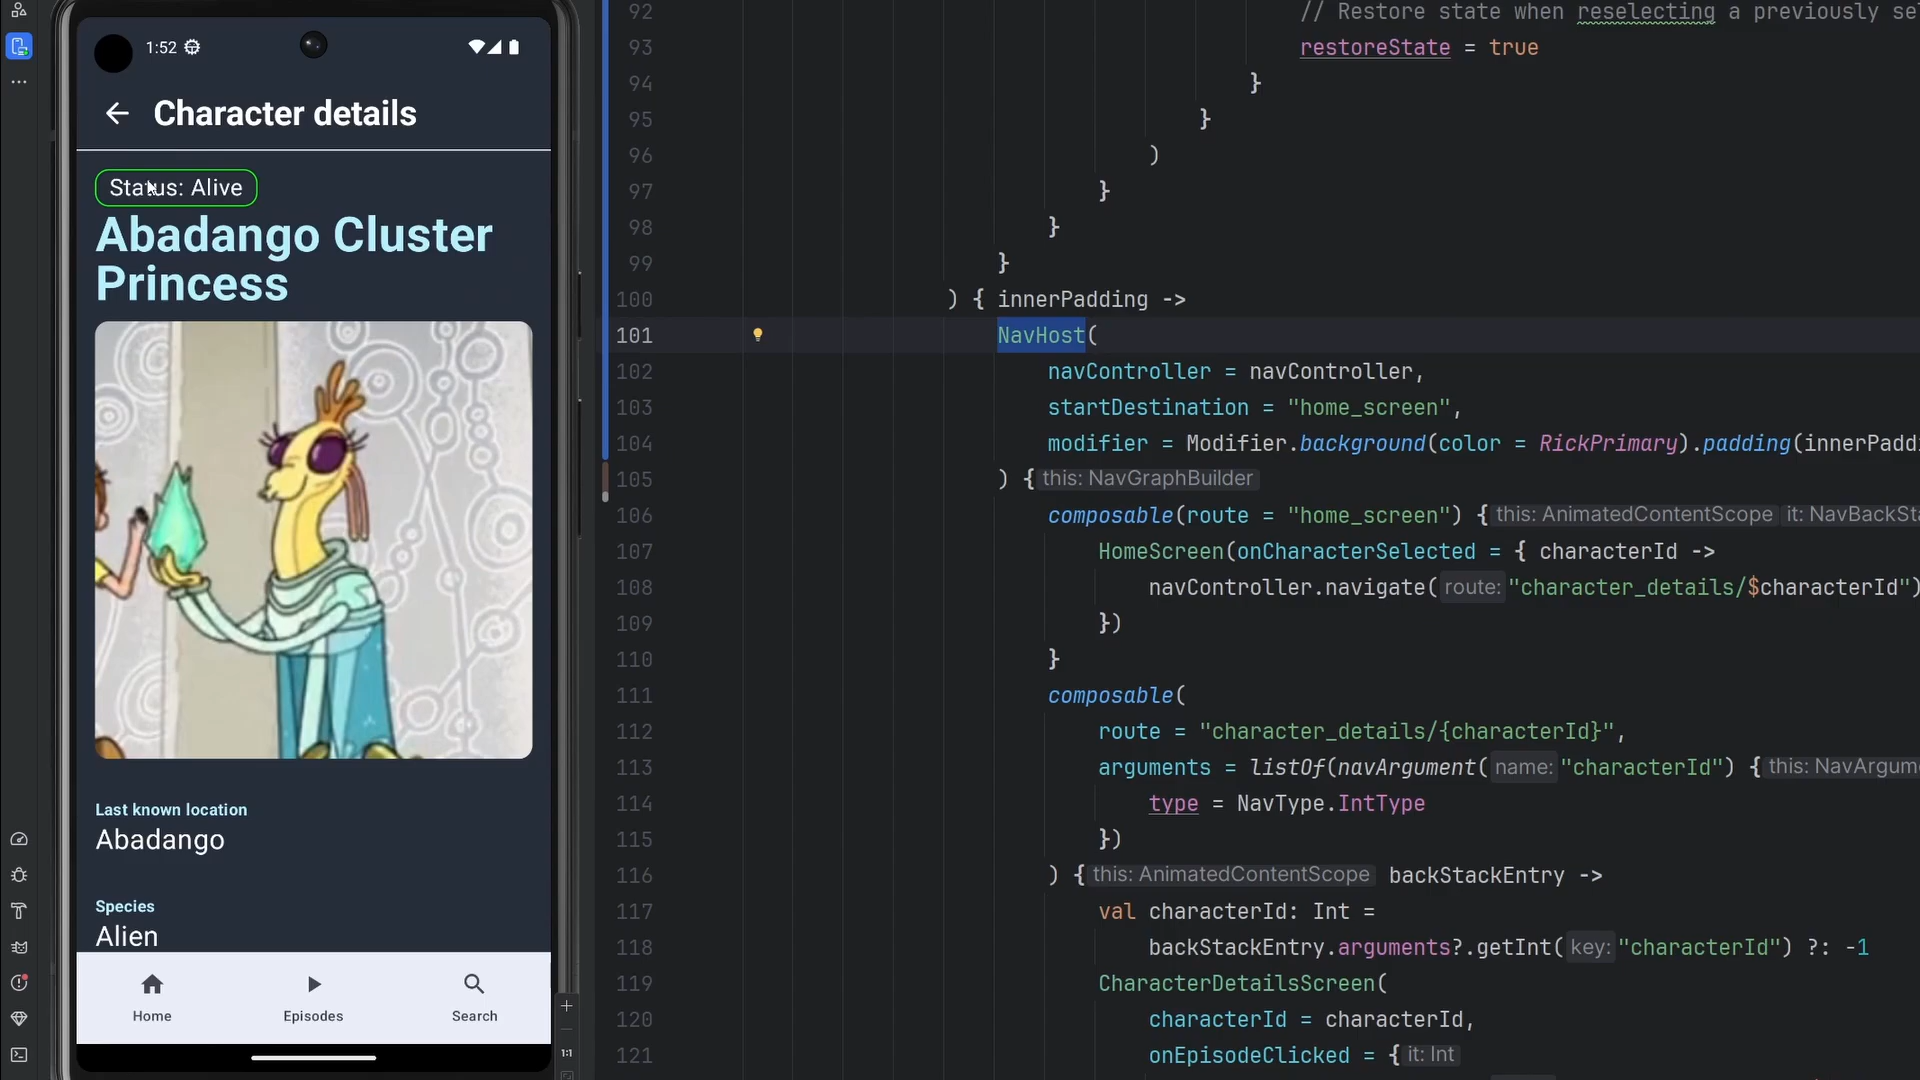 1:52
Character details
Status: Alive
Abadango Cluster
Princess
Last known location
Abadango
Species
Alien
Home
Episodes
Search
1:1
92 // Restore state when reselecting a previously se
93 restoreState = true
94 }
95 }
96 )
97 }
98 }
99 }
100 ) { innerPadding ->
101 NavHost(
102 navController = navController,
103 startDestination = "home_screen",
104 modifier = Modifier.background(color = RickPrimary).padding(innerPaddi
105 ) { this: NavGraphBuilder
106 composable(route = "home_screen") { this: AnimatedContentScope it: NavBackSta
107 HomeScreen(onCharacterSelected = { characterId ->
108 navController.navigate( route: "character_details/$characterId")
109 })
110 }
111 composable(
112 route = "character_details/{characterId}",
113 arguments = listOf(navArgument( name: "characterId") { this: NavArgume
114 type = NavType.IntType
115 })
116 ) { this: AnimatedContentScope backStackEntry ->
117 val characterId: Int =
118 backStackEntry.arguments?.getInt( key: "characterId") ?: -1
119 CharacterDetailsScreen(
120 characterId = characterId,
121 onEpisodeClicked = { it: Int